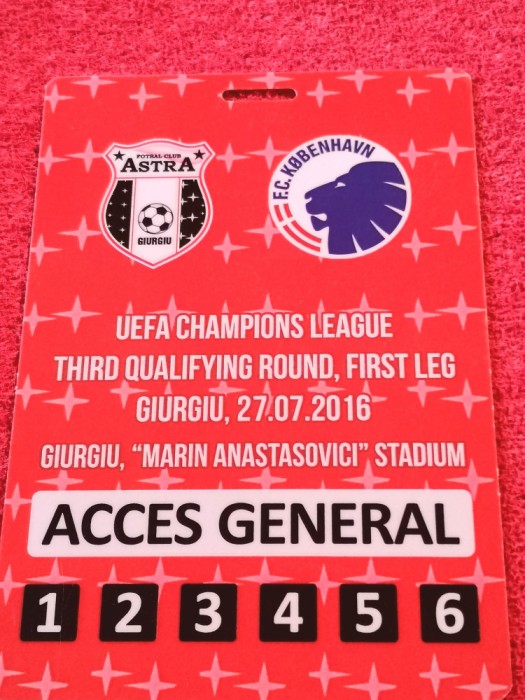 FOTBAL CLUB
ASTRA
GIURGIU
F.C. KØBENHAVN
UEFA CHAMPIONS LEAGUE
THIRD QUALIFYING ROUND, FIRST LEG
GIURGIU, 27.07.2016
GIURGIU, “MARIN ANASTASOVICI” STADIUM
ACCES GENERAL
1 2 3 4 5 6